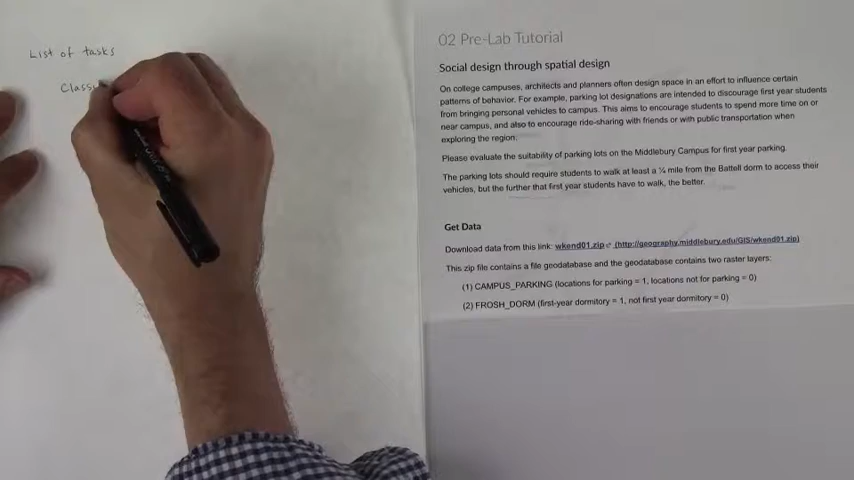 List of tasks
02 Pre-Lab Tutorial
Social design through spatial design
On college campuses, architects and planners often design space in an effort to influence certain
patterns of behavior. For example, parking lot designations are intended to discourage first year students
from bringing personal vehicles to campus. This aims to encourage students to spend more time on or
near campus, and also to encourage ride-sharing with friends or with public transportation when
exploring the region.
Please evaluate the suitability of parking lots on the Middlebury Campus for first year parking.
The parking lots should require students to walk at least a ¼ mile from the Battell dorm to access their
vehicles, but the further that first year students have to walk, the better.
Get Data
Download data from this link: wkend01.zip (http://geography.middlebury.edu/GIS/wkend01.zip)
This zip file contains a file geodatabase and the geodatabase contains two raster layers:
(1) CAMPUS_PARKING (locations for parking = 1, locations not for parking = 0)
(2) FROSH_DORM (first-year dormitory = 1, not first year dormitory = 0)